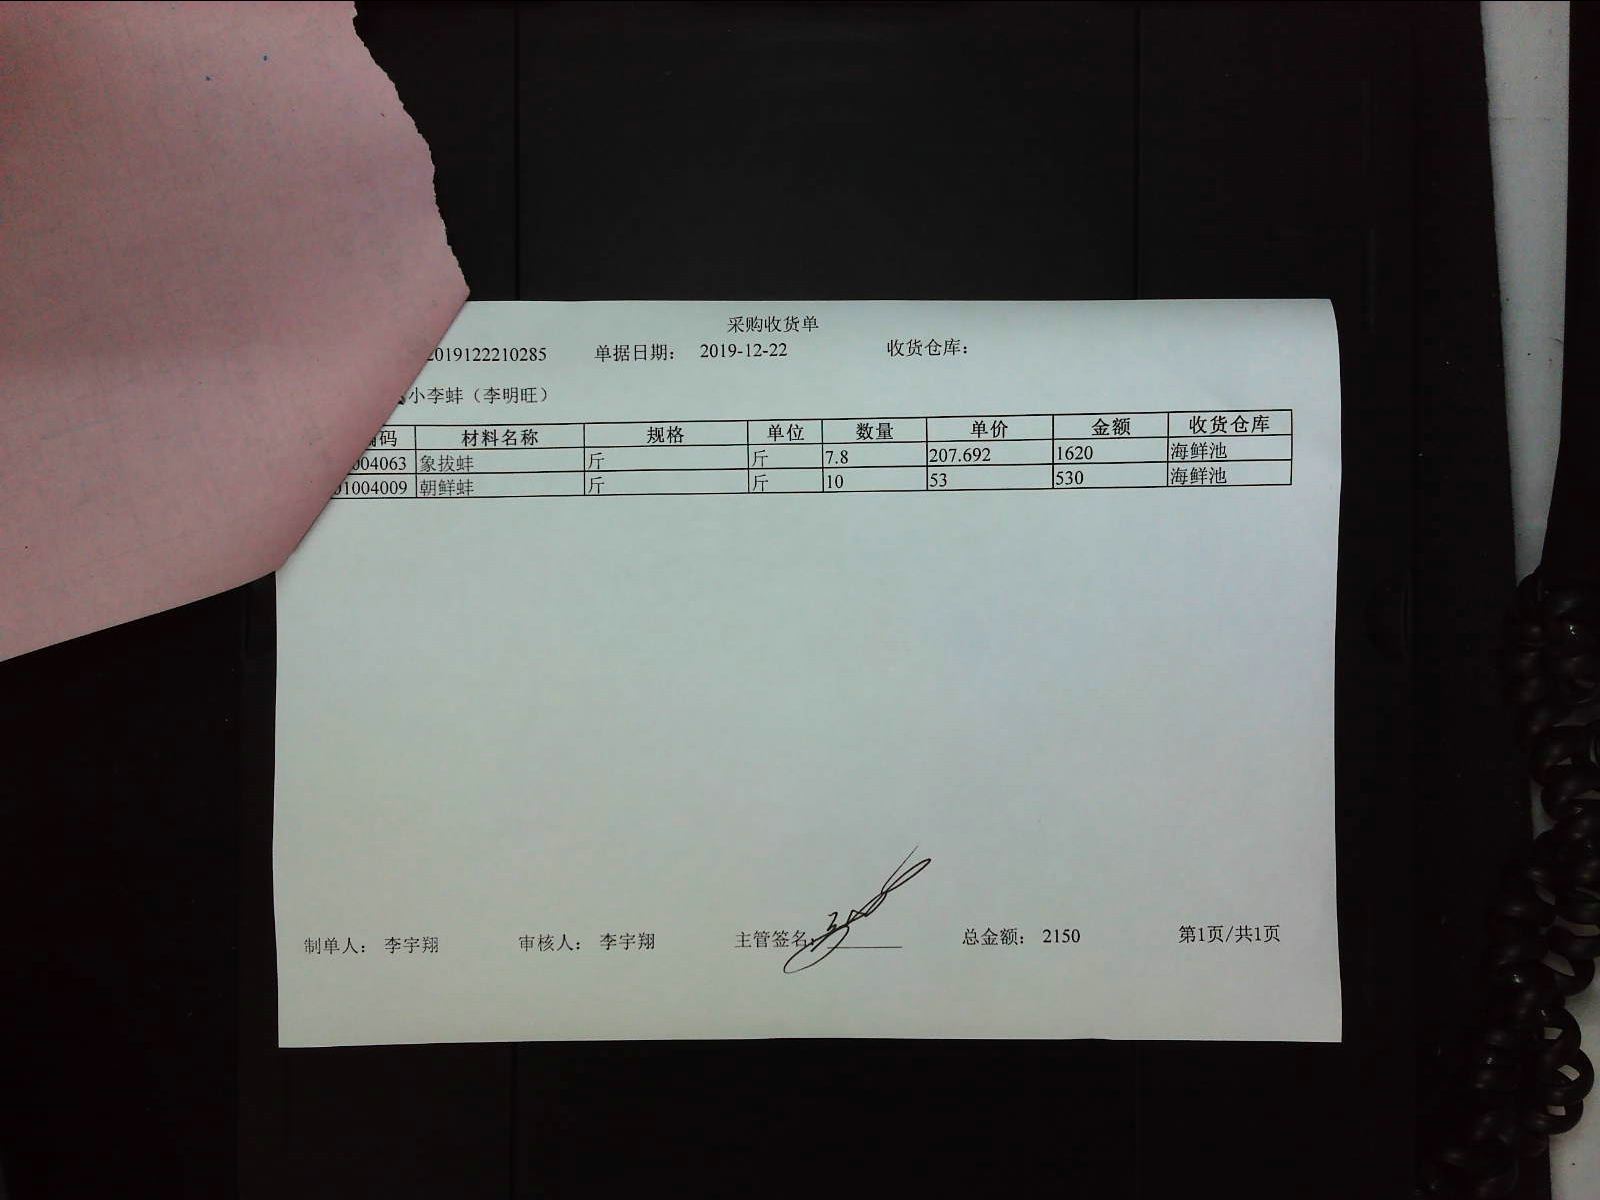 采购收货单
2019122210285 单据日期： 2019-12-22 收货仓库：
小李蚌（李明旺）
码 材料名称 规格 单位 数量 单价 金额 收货仓库
004063 象拔蚌 斤 斤 7.8 207.692 1620 海鲜池
01004009 朝鲜蚌 斤 斤 10 53 530 海鲜池
制单人： 李宇翔 审核人： 李宇翔 主管签名： 总金额： 2150 第1页/共1页